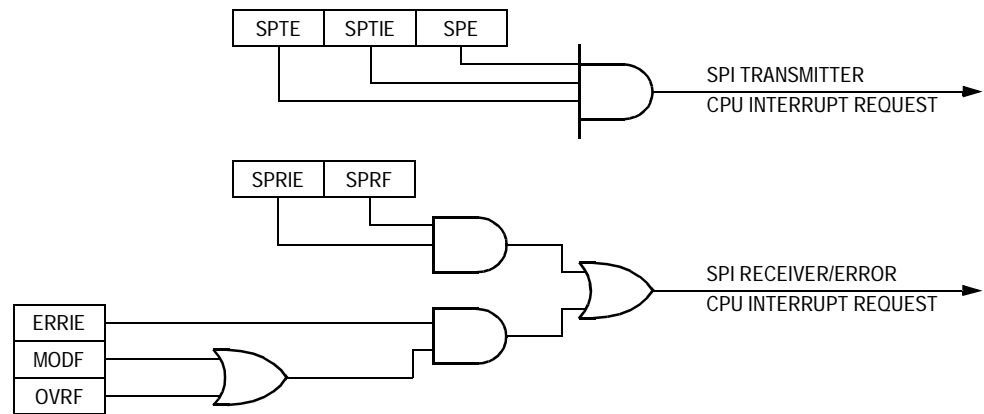 SPTE SPTIE SPE
SPI TRANSMITTER
CPU INTERRUPT REQUEST
SPRIE SPRF
SPI RECEIVER/ERROR
CPU INTERRUPT REQUEST
ERRIE
MODF
OVRF